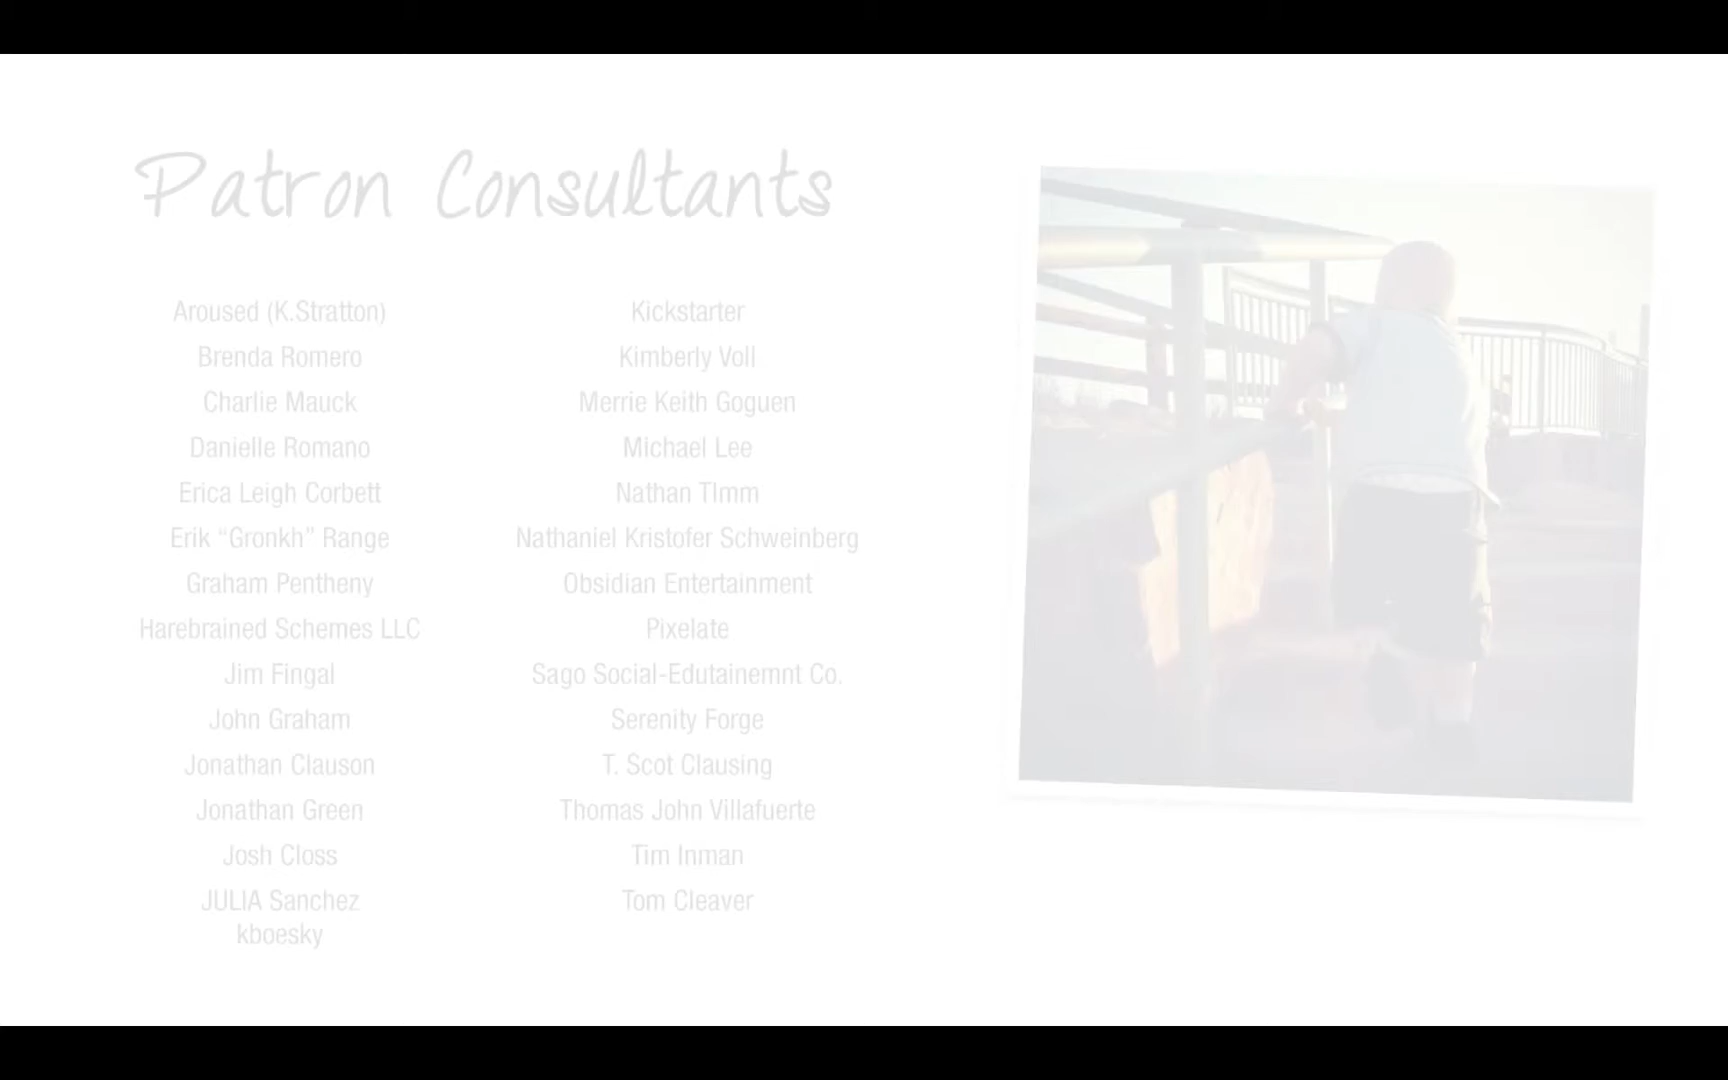 Patron Consultants
Aroused (K.Stratton)
Brenda Romero
Charlie Mauck
Danielle Romano
Erica Leigh Corbett
Erik “Gronkh” Range
Graham Pentheny
Harebrained Schemes LLC
Jim Fingal
John Graham
Jonathan Clauson
Jonathan Green
Josh Closs
JULIA Sanchez
kboesky
Kickstarter
Kimberly Voll
Merrie Keith Goguen
Michael Lee
Nathan TImm
Nathaniel Kristofer Schweinberg
Obsidian Entertainment
Pixelate
Sago Social-Edutainemnt Co.
Serenity Forge
T. Scot Clausing
Thomas John Villafuerte
Tim Inman
Tom Cleaver